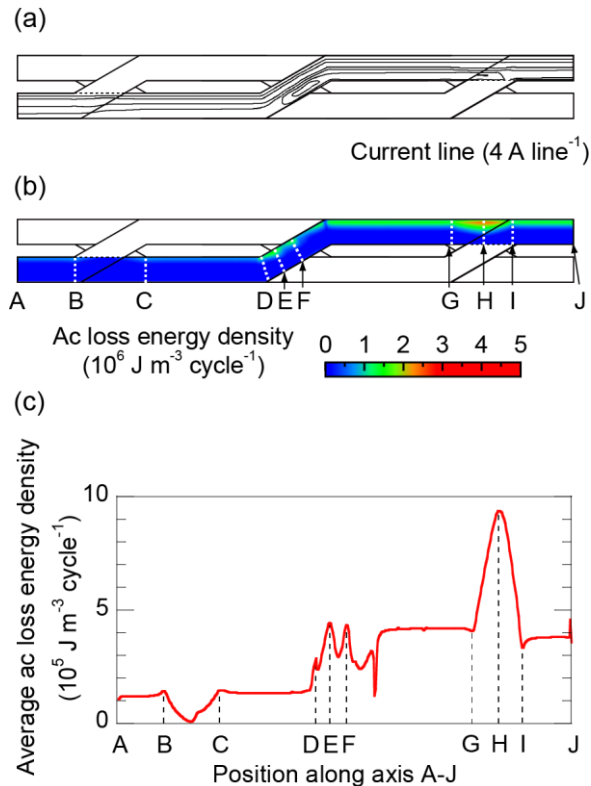 (a)
Current line (4 A line⁻¹)
(b)
A B C D E F G H I J
Ac loss energy density
(10⁶ J m⁻³ cycle⁻¹)
0 1 2 3 4 5
(c)
Average ac loss energy density
(10⁵ J m⁻³ cycle⁻¹)
10
5
0
A B C D E F G H I J
Position along axis A-J